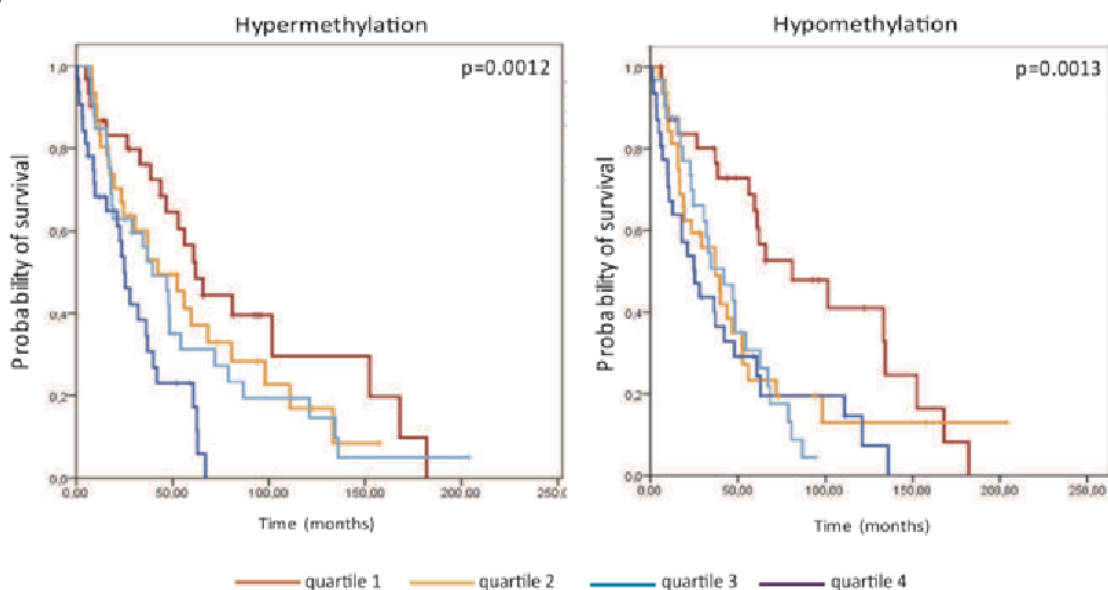 Hypermethylation
p=0.0012
1,0
0,8
0,6
0,4
0,2
0,0
Probability of survival
0,00 50,00 100,00 150,00 200,00 250,0
Time (months)
Hypomethylation
p=0.0013
1,0
0,8
0,6
0,4
0,2
0,0
Probability of survival
0,00 50,00 100,00 150,00 200,00 250,0
Time (months)
quartile 1 quartile 2 quartile 3 quartile 4